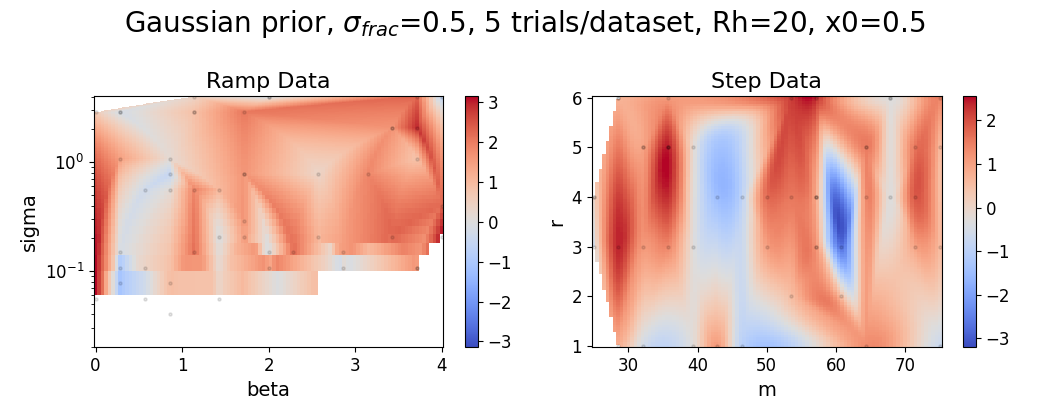 Gaussian prior, σ_frac=0.5, 5 trials/dataset, Rh=20, x0=0.5
Ramp Data
sigma
10⁰
10⁻¹
0 1 2 3 4
beta
3
2
1
0
−1
−2
−3
Step Data
r
6
5
4
3
2
1
30 40 50 60 70
m
2
1
0
−1
−2
−3